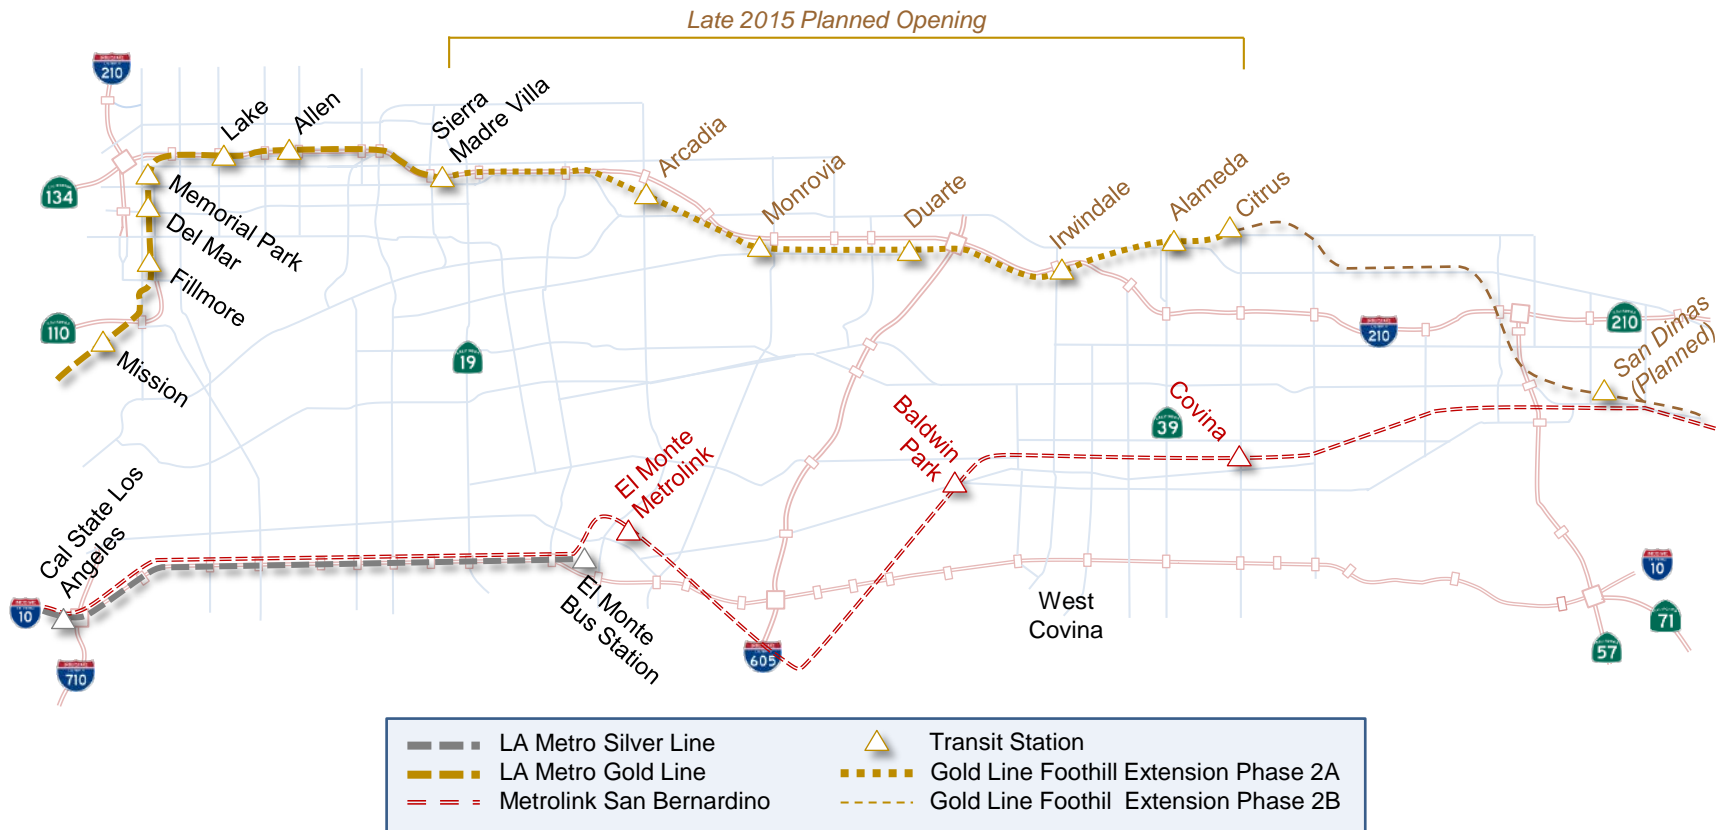 Late 2015 Planned Opening
210
Lake
Allen
Sierra
Madre Villa
Arcadia
Monrovia
Duarte
Irwindale
Alameda
Citrus
134
Memorial Park
Del Mar
Fillmore
110
Mission
19
210
210
San Dimas
(Planned)
Baldwin
Park
39
Covina
El Monte
Metrolink
Cal State Los
Angeles
10
710
El Monte
Bus Station
605
West
Covina
10
71
57
LA Metro Silver Line
LA Metro Gold Line
Metrolink San Bernardino
Transit Station
Gold Line Foothill Extension Phase 2A
Gold Line Foothil  Extension Phase 2B